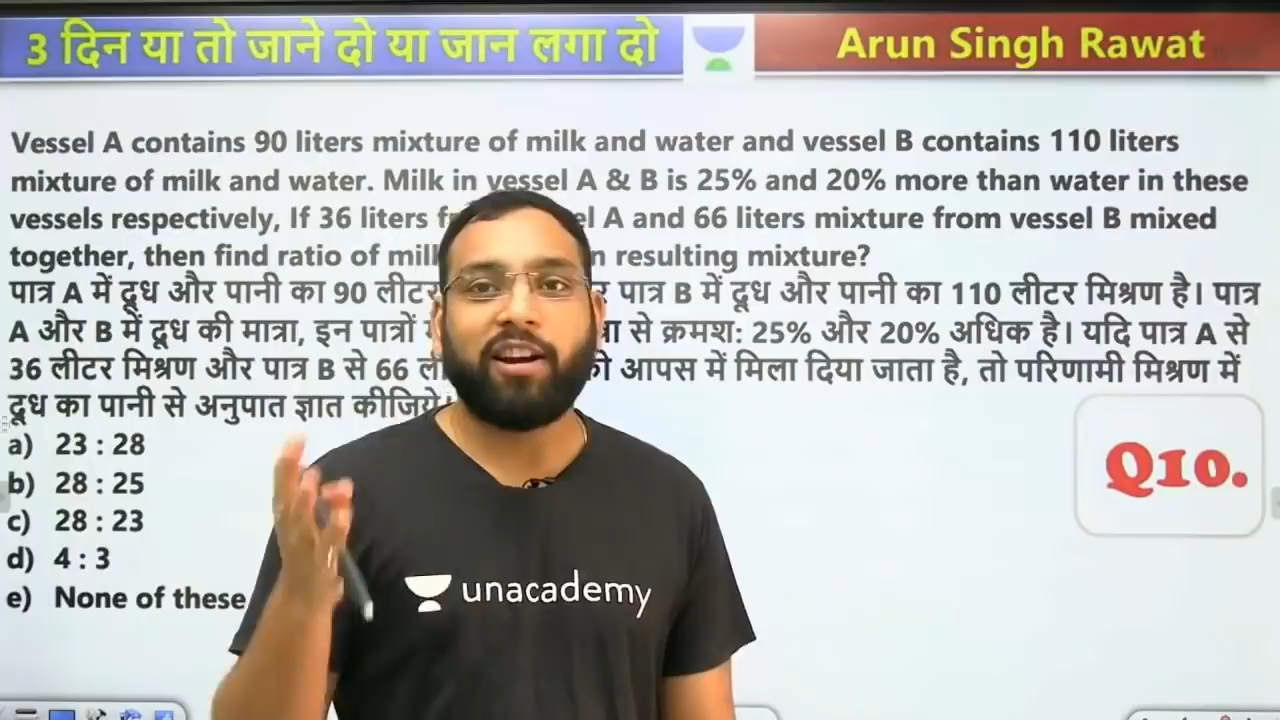 3 दिन या तो जाने दो या जान लगा दो
Arun Singh Rawat
Vessel A contains 90 liters mixture of milk and water and vessel B contains 110 liters
mixture of milk and water. Milk in vessel A & B is 25% and 20% more than water in these
vessels respectively, If 36 liters el A and 66 liters mixture from vessel B mixed
together, then find ratio of mil n resulting mixture?
पात्र A में दूध और पानी का 90 लीटर पात्र B में दूध और पानी का 110 लीटर मिश्रण है। पात्र
A और B में दूध की मात्रा, इन पात्रों से क्रमश: 25% और 20% अधिक है। यदि पात्र A से
36 लीटर मिश्रण और पात्र B से 66 आपस में मिला दिया जाता है, तो परिणामी मिश्रण में
दूध का पानी से अनुपात ज्ञात कीजिये
a) 23 : 28
b) 28 : 25
c) 28 : 23
d) 4 : 3
e) None of these
Q10.
unacademy